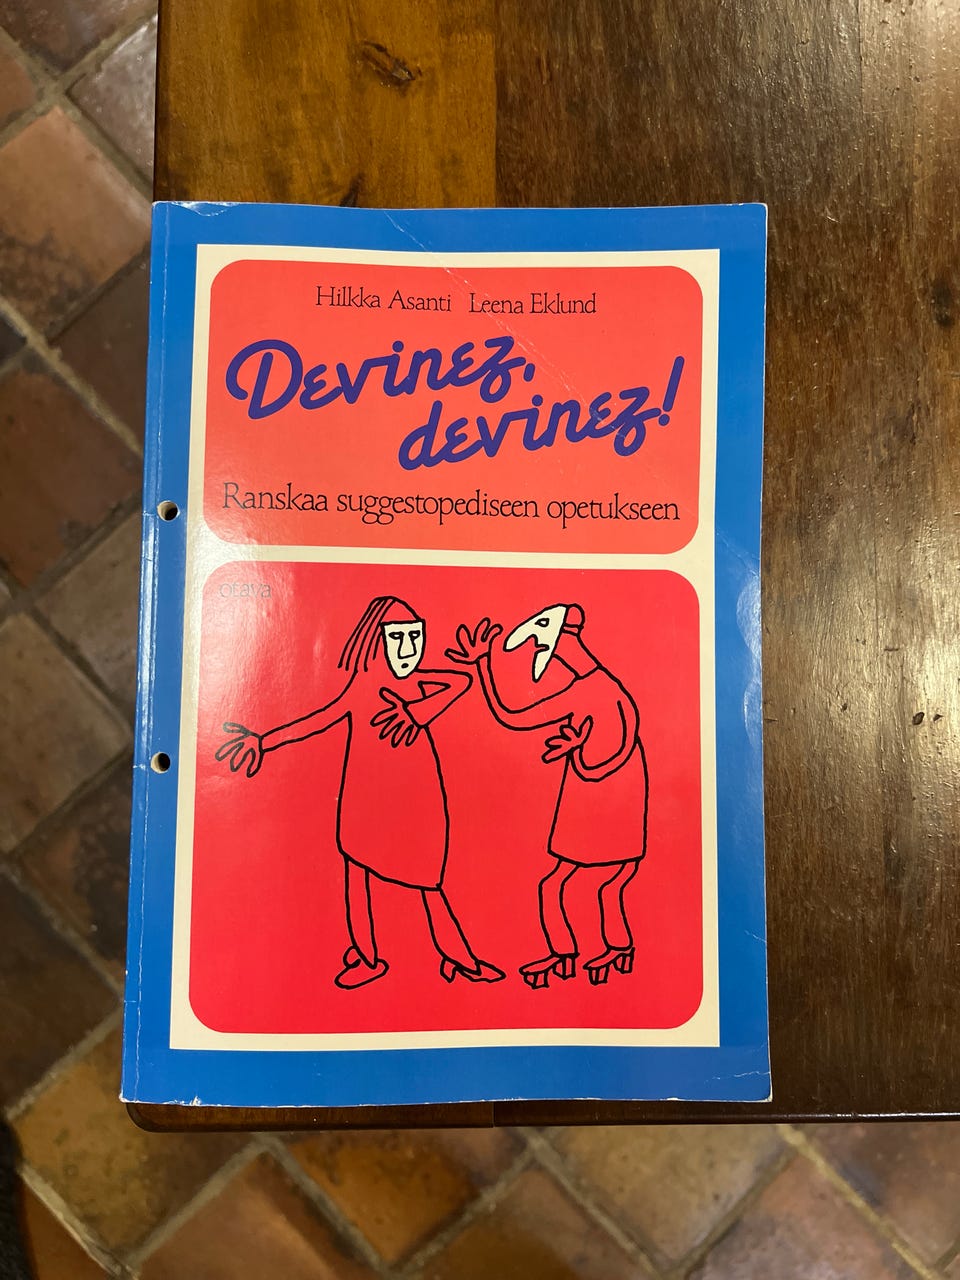 Hilkka Asanti Leena Eklund
Devinez,
devinez!
Ranskaa suggestopediseen opetukseen
otava